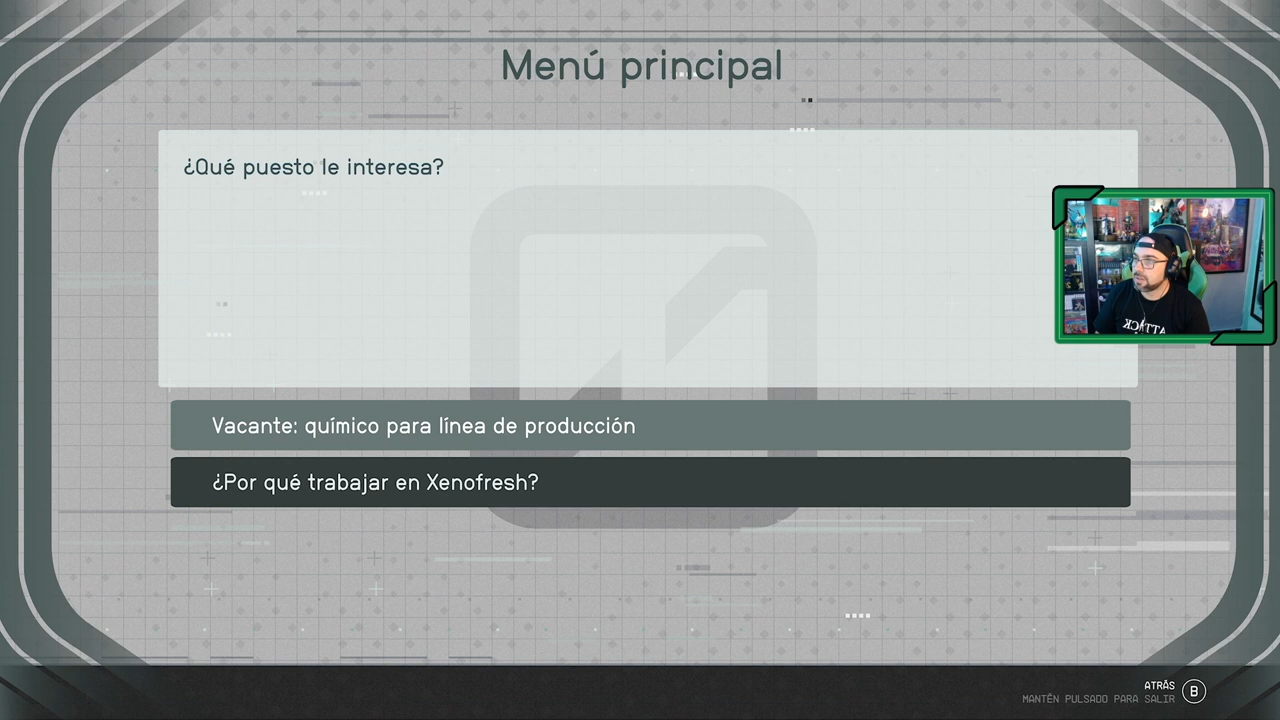 Menú principal
¿Qué puesto le interesa?
Vacante: químico para línea de producción
¿Por qué trabajar en Xenofresh?
ATRÁS
B
MANTÉN PULSADO PARA SALIR